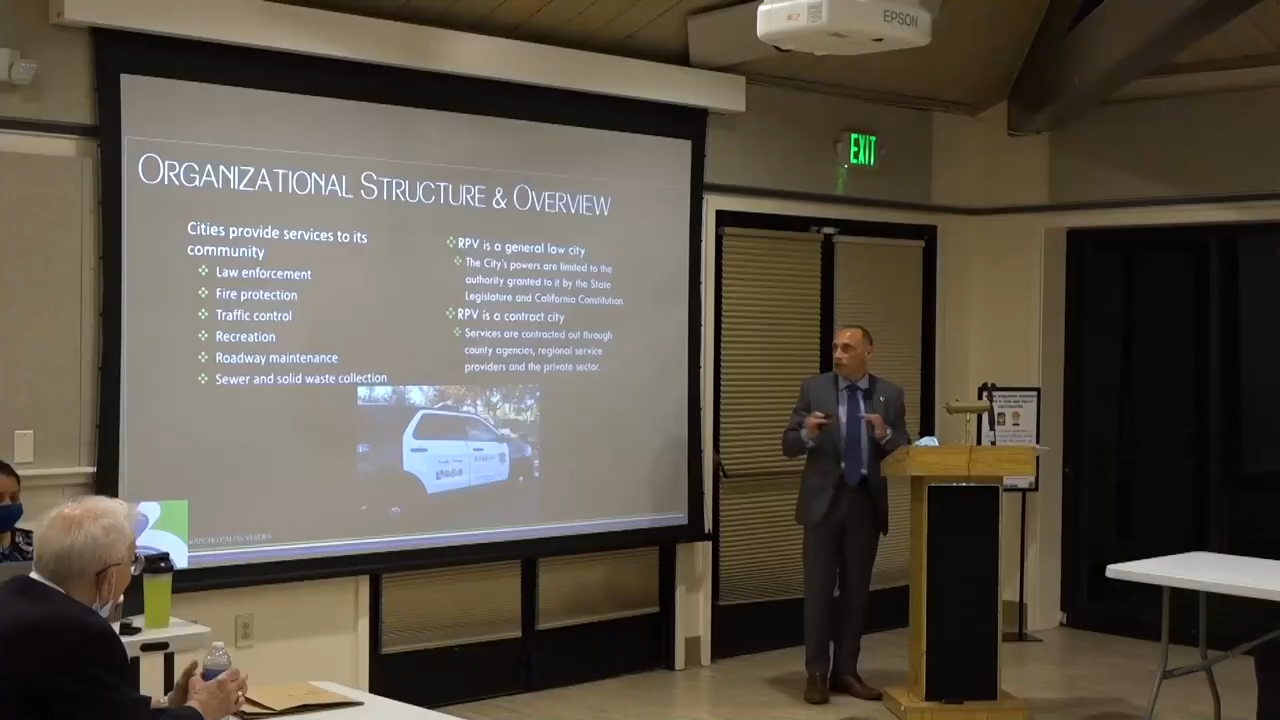 EPSON
EXIT
ORGANIZATIONAL STRUCTURE & OVERVIEW
Cities provide services to its
community
Law enforcement
Fire protection
Traffic control
Recreation
Roadway maintenance
Sewer and solid waste collection
RPV is a general law city
The City's powers are limited to the
authority granted to it by the State
Legislature and California Constitution.
RPV is a contract city
Services are contracted out through
county agencies, regional service
providers and the private sector.
RANCHO PALOS VERDES